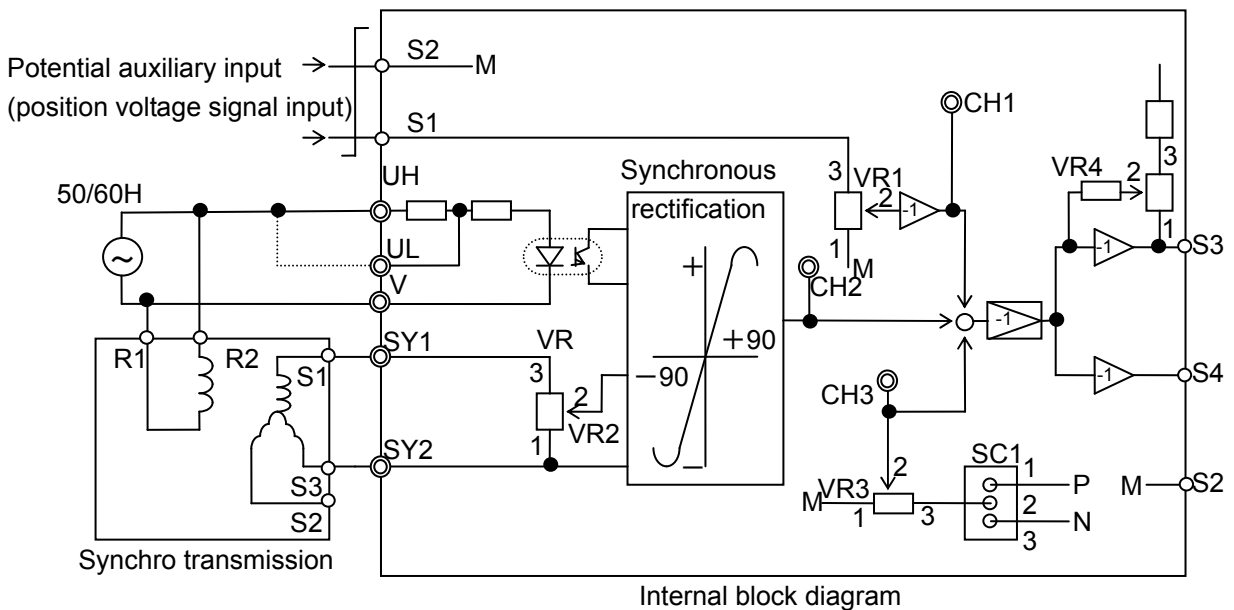 Potential auxiliary input
(position voltage signal input)
S2
M
S1
CH1
50/60H
UH
UL
V
Synchronous
rectification
+
+90
−90
−
3
VR1
2
-1
1
M
CH2
VR4
2
3
1
-1
S3
-1
-1
S4
R1
R2
S1
SY1
VR
3
2
VR2
1
SY2
S3
S2
CH3
2
M
VR3
1
3
SC1
1
P
2
N
3
M
S2
Synchro transmission
Internal block diagram